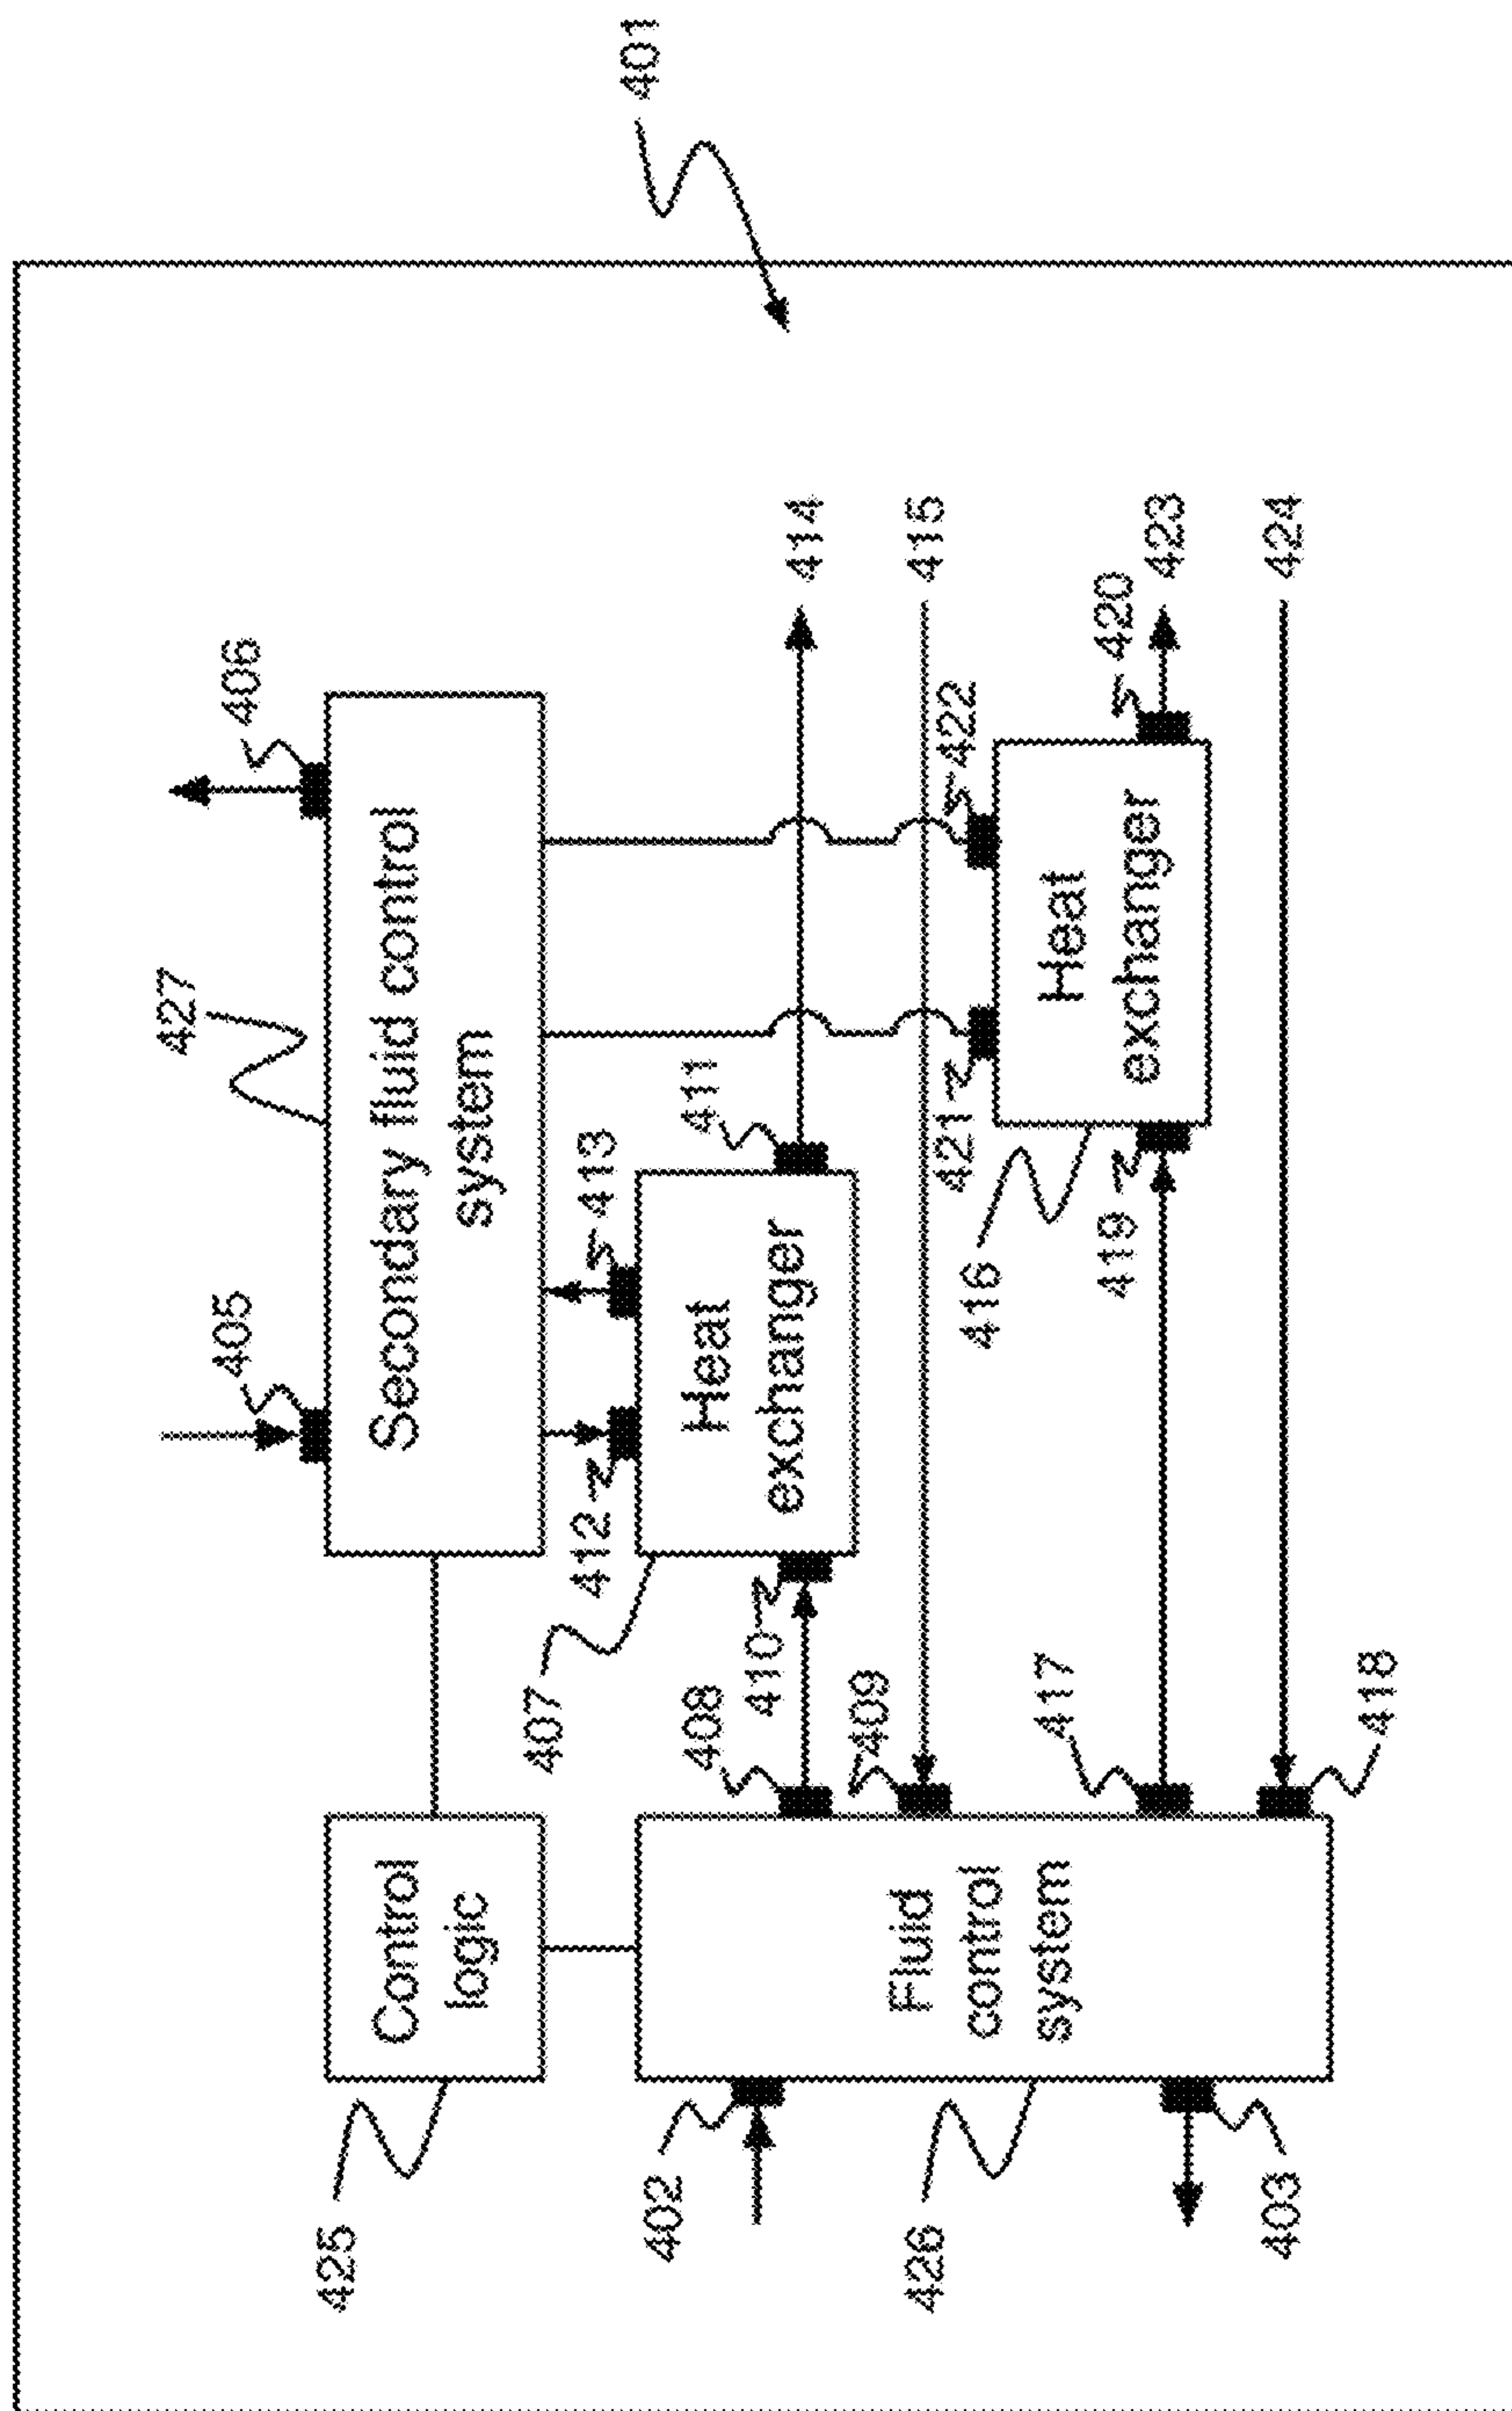 401
427
405
406
Secondary fluid control
system
425
Control
logic
407
412
413
411
Heat
exchanger
414
415
408
410
409
402
426
Fluid
control
system
403
416
421
422
Heat
exchanger
419
420
423
417
424
418